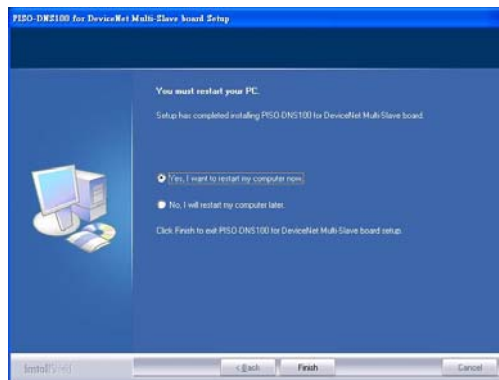 PISO-DNS100 for DeviceNet Multi-Slave board Setup
You must restart your PC.
Setup has completed installing PISO-DNS100 for DeviceNet Multi-Slave board.
Yes, I want to restart my computer now.
No, I will restart my computer later.
Click Finish to exit PISO-DNS100 for DeviceNet Multi-Slave board setup.
InstallShield
< Back
Finish
Cancel